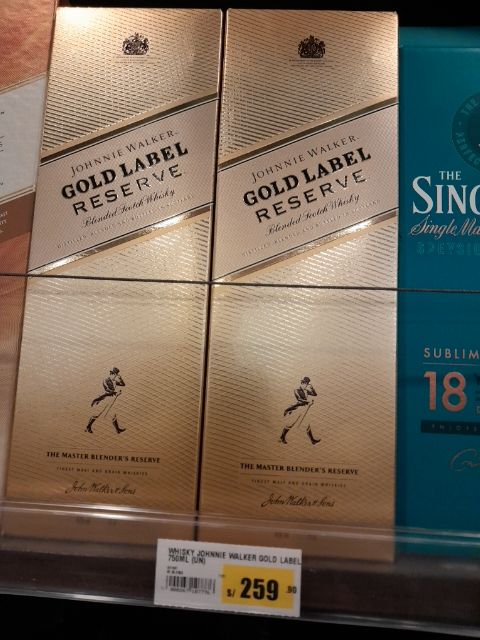 JOHNNIE WALKER
GOLD LABEL
RESERVE
Blended Scotch Whisky
THE MASTER BLENDER'S RESERVE
FINEST MALT AND GRAIN WHISKIES
John Walker & Sons
JOHNNIE WALKER
GOLD LABEL
RESERVE
Blended Scotch Whisky
THE MASTER BLENDER'S RESERVE
FINEST MALT AND GRAIN WHISKIES
John Walker & Sons
THE
SING
Single Ma
SPEYSID
SUBLIM
18
WHISKY JOHNNIE WALKER GOLD LABEL
750ML (UN)
S/ 259 .90